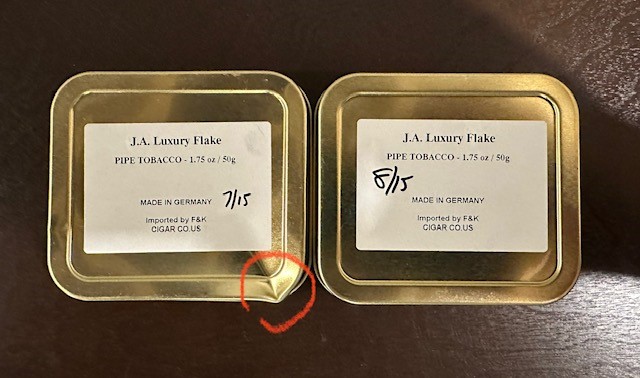 J.A. Luxury Flake
PIPE TOBACCO - 1.75 oz / 50g
MADE IN GERMANY 7/15
Imported by F&K
CIGAR CO.US
J.A. Luxury Flake
PIPE TOBACCO - 1.75 oz / 50g
8/15
MADE IN GERMANY
Imported by F&K
CIGAR CO.US